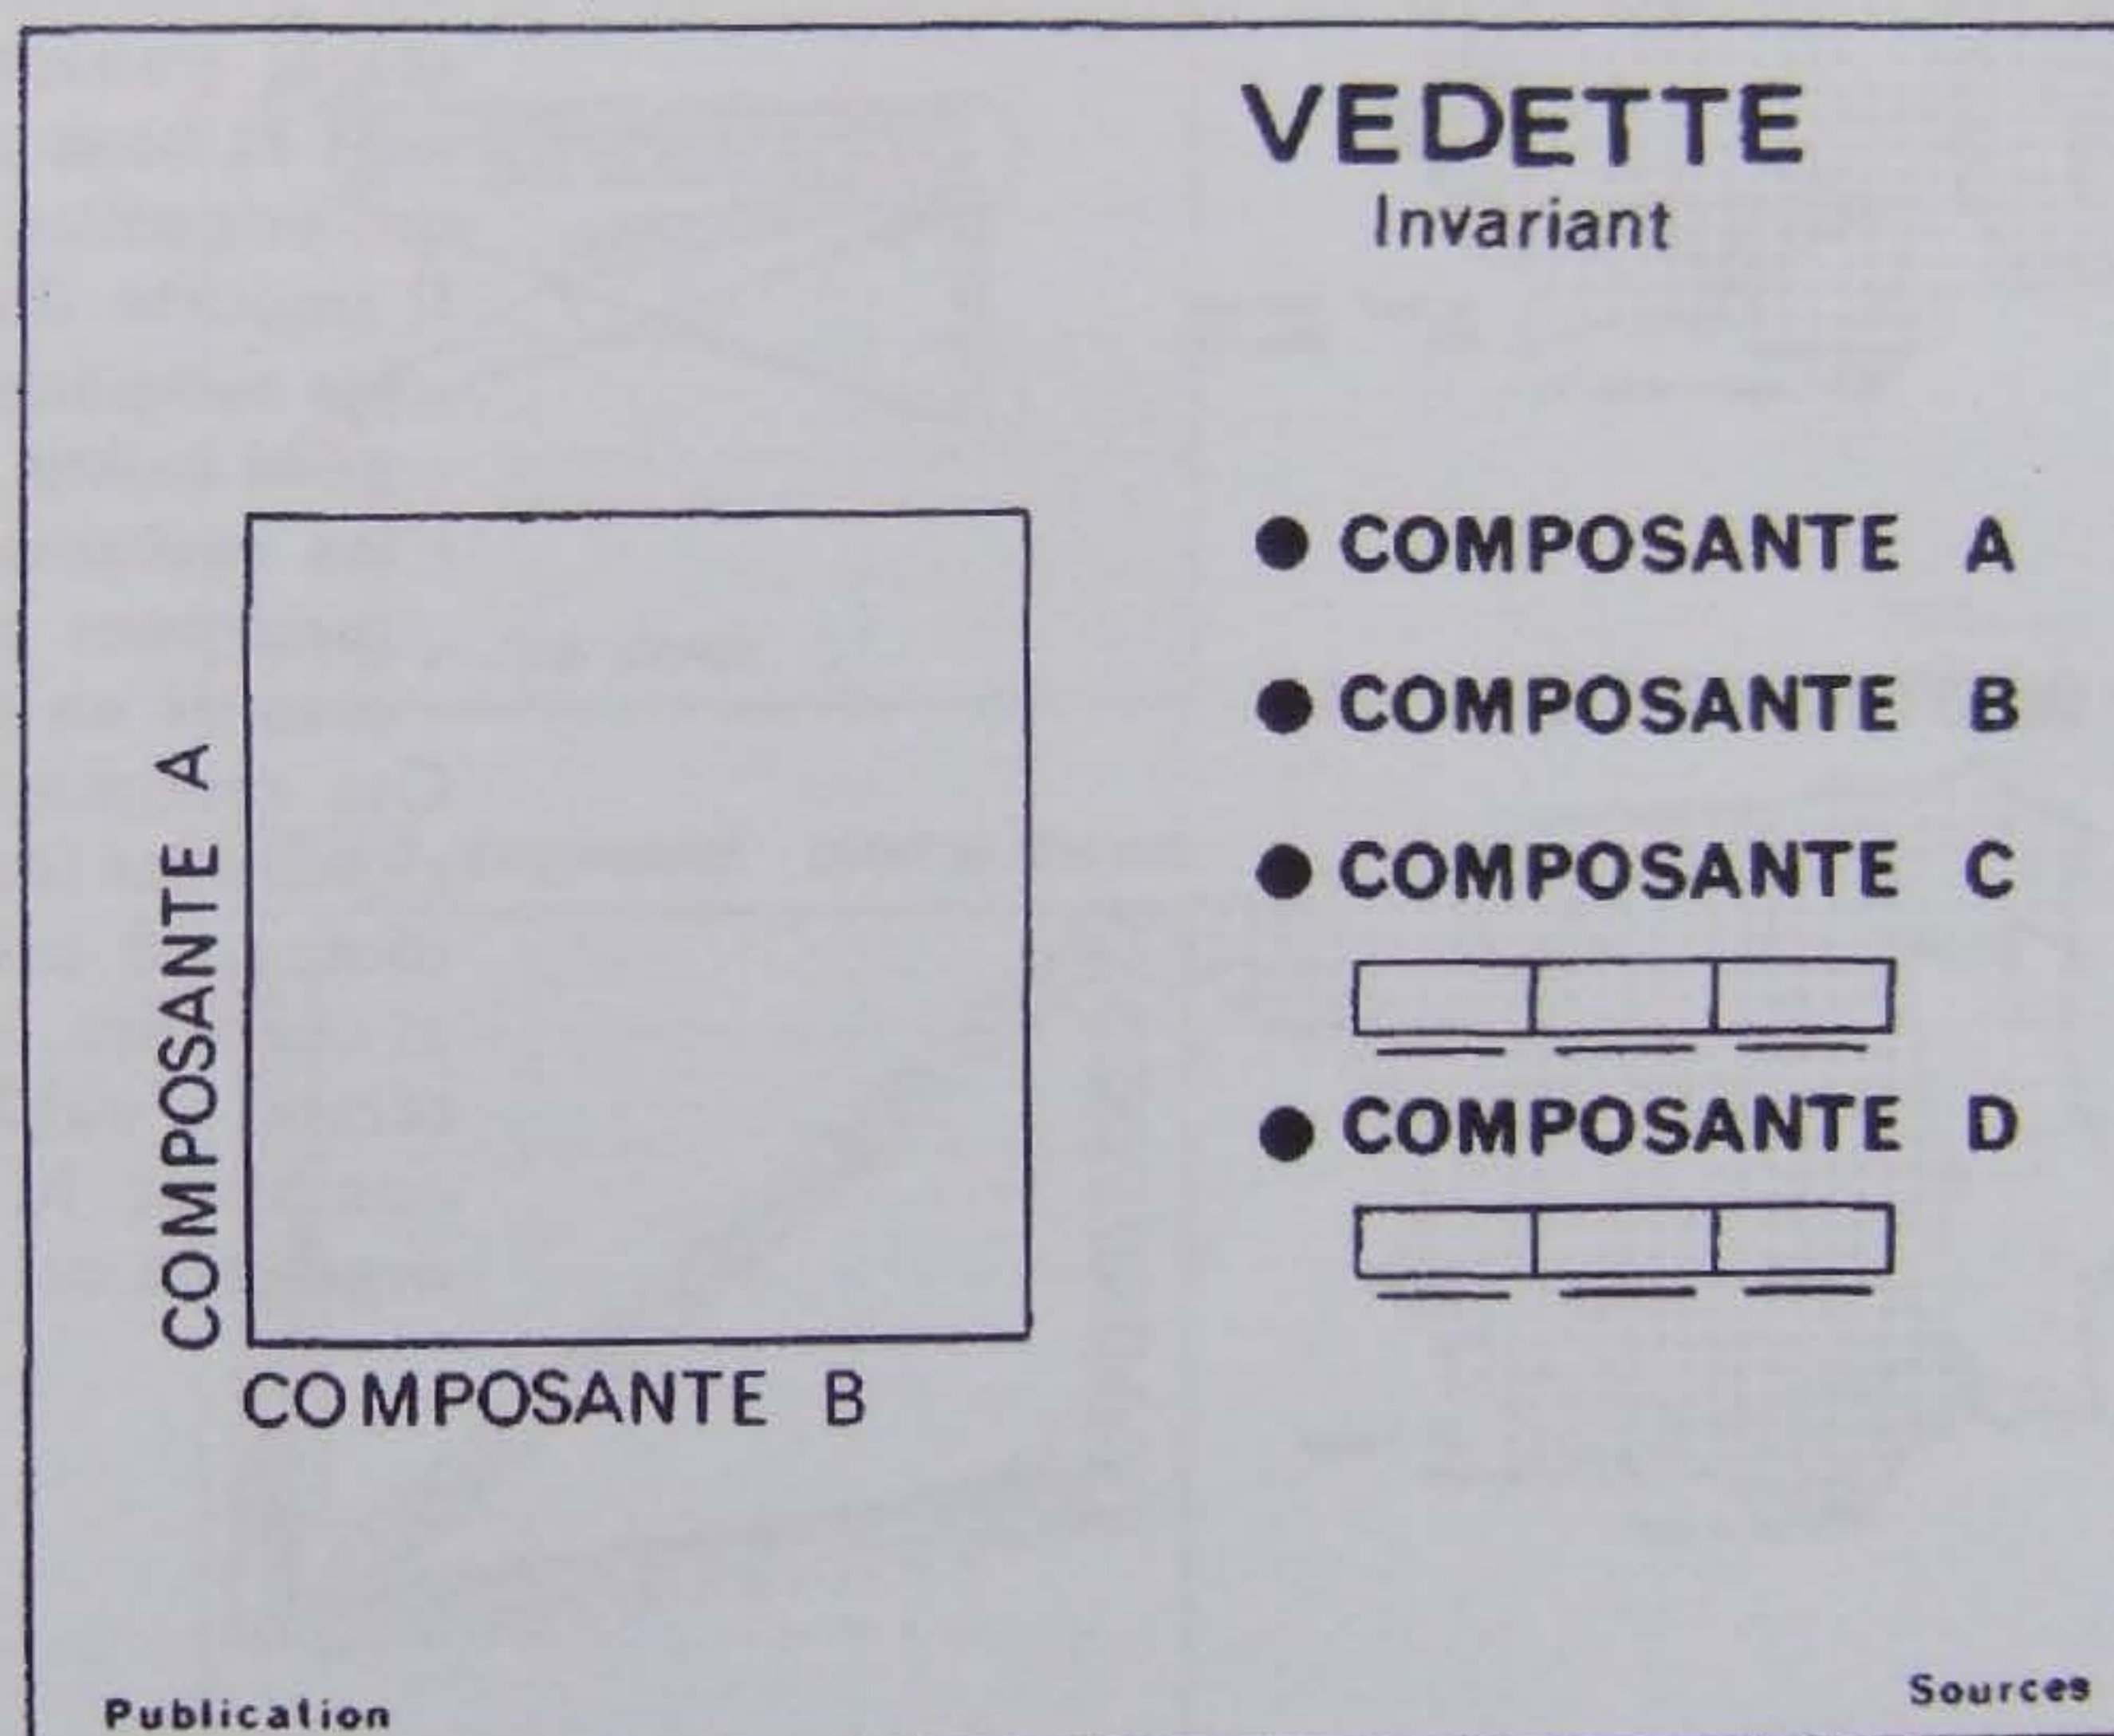 VEDETTE
Invariant
COMPOSANTE A
COMPOSANTE B
● COMPOSANTE A
● COMPOSANTE B
● COMPOSANTE C
● COMPOSANTE D
Publication
Sources